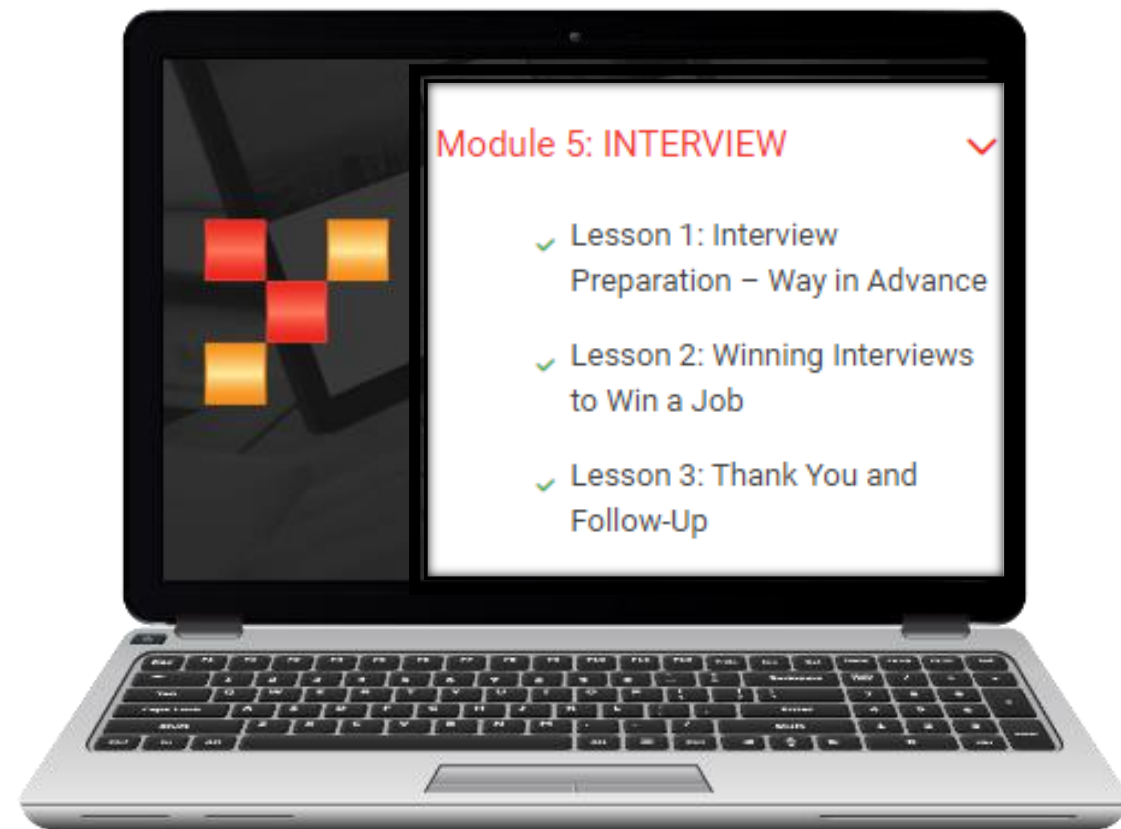 Module 5: INTERVIEW
Lesson 1: Interview
Preparation – Way in Advance
Lesson 2: Winning Interviews
to Win a Job
Lesson 3: Thank You and
Follow-Up